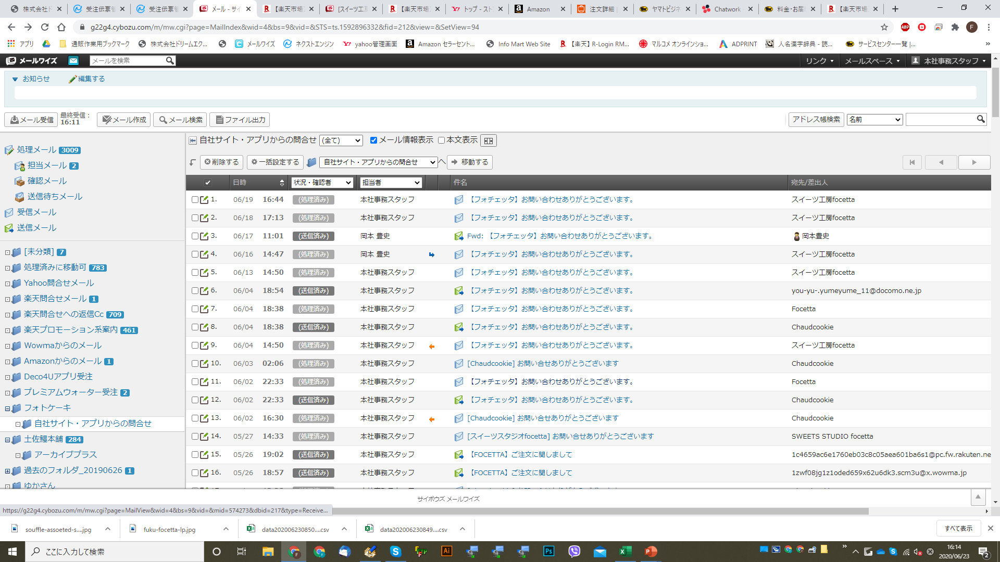 株式会社ド 受注伝票管 受注伝票管 メール - サイ 【楽天市場】 [スイーツ工房 【楽天市場】 トップ - スト Amazon 注文詳細 ヤマトビジネ Chatwork 料金・お届 【楽天市場
g22g4.cybozu.com/m/mw.cgi?page=MailIndex&wid=4&bs=9&vid=&STS=ts.1592896332&fid=212&view=&SetView=94
アプリ 通販作業用ブックマーク 株式会社ドリームエク... メールワイズ ネクストエンジン yahoo管理画面 Amazon セラーセント... Info Mart Web Site 【楽天】R-Login RM... マルコメ オンラインショ... ADPRINT 人名漢字辞典 - 読... サービスセンター一覧 |...
メールワイズ メールを検索 リンク メールスペース 本社事務スタッフ
お知らせ 編集する
メール受信 最終受信： 16:11 メール作成 メール検索 ファイル出力 アドレス帳検索 名前
自社サイト・アプリからの問合せ (全て) メール情報表示 本文表示
削除する 一括設定する 自社サイト・アプリからの問合せ へ 移動する
日時 状況・確認者 担当者 件名 宛先/差出人
処理メール 3009
担当メール 2
確認メール
送信待ちメール
受信メール
送信メール
[未分類] 7
処理済みに移動可 783
Yahoo問合せメール
楽天問合せメール 1
楽天問合せへの返信Cc 709
楽天プロモーション系案内 461
Wowmaからのメール
Amazonからのメール 1
Deco4Uアプリ受注
プレミアムウォーター受注 2
フォトケーキ
自社サイト・アプリからの問合せ
土佐鰻本舗 284
アーカイブプラス
過去のフォルダ_20190626 1
ゆかさん
1. 06/19 16:44 (処理済み) 本社事務スタッフ 【フォチェッタ】お問い合わせありがとうございます。 スイーツ工房focetta
2. 06/18 17:13 (処理済み) 本社事務スタッフ 【フォチェッタ】お問い合わせありがとうございます。 スイーツ工房focetta
3. 06/17 11:01 (送信済み) 岡本 豊史 Fwd: 【フォチェッタ】お問い合わせありがとうございます。 岡本豊史
4. 06/16 14:47 (処理済み) 岡本 豊史 【フォチェッタ】お問い合わせありがとうございます。 スイーツ工房focetta
5. 06/13 14:50 (処理済み) 本社事務スタッフ 【フォチェッタ】お問い合わせありがとうございます。 スイーツ工房focetta
6. 06/04 18:54 (送信済み) 本社事務スタッフ 【フォチェッタ】お問い合わせありがとうございます。 you-yu-.yumeyume_11@docomo.ne.jp
7. 06/04 18:38 (処理済み) 本社事務スタッフ 【フォチェッタ】お問い合わせありがとうございます。 Focetta
8. 06/04 18:38 (送信済み) 本社事務スタッフ 【フォチェッタ】お問い合わせありがとうございます。 Chaudcookie
9. 06/04 14:50 (処理済み) 本社事務スタッフ 【フォチェッタ】お問い合わせありがとうございます。 スイーツ工房focetta
10. 06/03 02:06 (処理済み) 本社事務スタッフ [Chaudcookie] お問い合せありがとうございます Chaudcookie
11. 06/02 22:33 (処理済み) 本社事務スタッフ 【フォチェッタ】お問い合わせありがとうございます。 Focetta
12. 06/02 22:33 (送信済み) 本社事務スタッフ 【フォチェッタ】お問い合わせありがとうございます。 Chaudcookie
13. 06/02 16:30 (処理済み) 本社事務スタッフ [Chaudcookie] お問い合せありがとうございます Chaudcookie
14. 05/27 14:33 (処理済み) 本社事務スタッフ [スイーツスタジオfocetta] お問い合せありがとうございます SWEETS STUDIO focetta
15. 05/26 19:02 (送信済み) 本社事務スタッフ 【FOCETTA】ご注文に関しまして 1c4659ac6e1760eb03c8c05aea601ba6s1@pc.fw.rakuten.ne
16. 05/26 18:57 (送信済み) 本社事務スタッフ 【FOCETTA】ご注文に関しまして 1zwf08jg1z1oded659x62u6dk3.scm3u@x.wowma.jp
サイボウズ メールワイズ
https://g22g4.cybozu.com/m/mw.cgi?page=MailView&wid=4&bs=9&vid=&mid=574273&dbid=217&type=Receive...
souffle-assoeted-s....jpg fuku-focetta-lp.jpg data202006230850....csv data202006230849....csv すべて表示
ここに入力して検索 16:14
2020/06/23 2